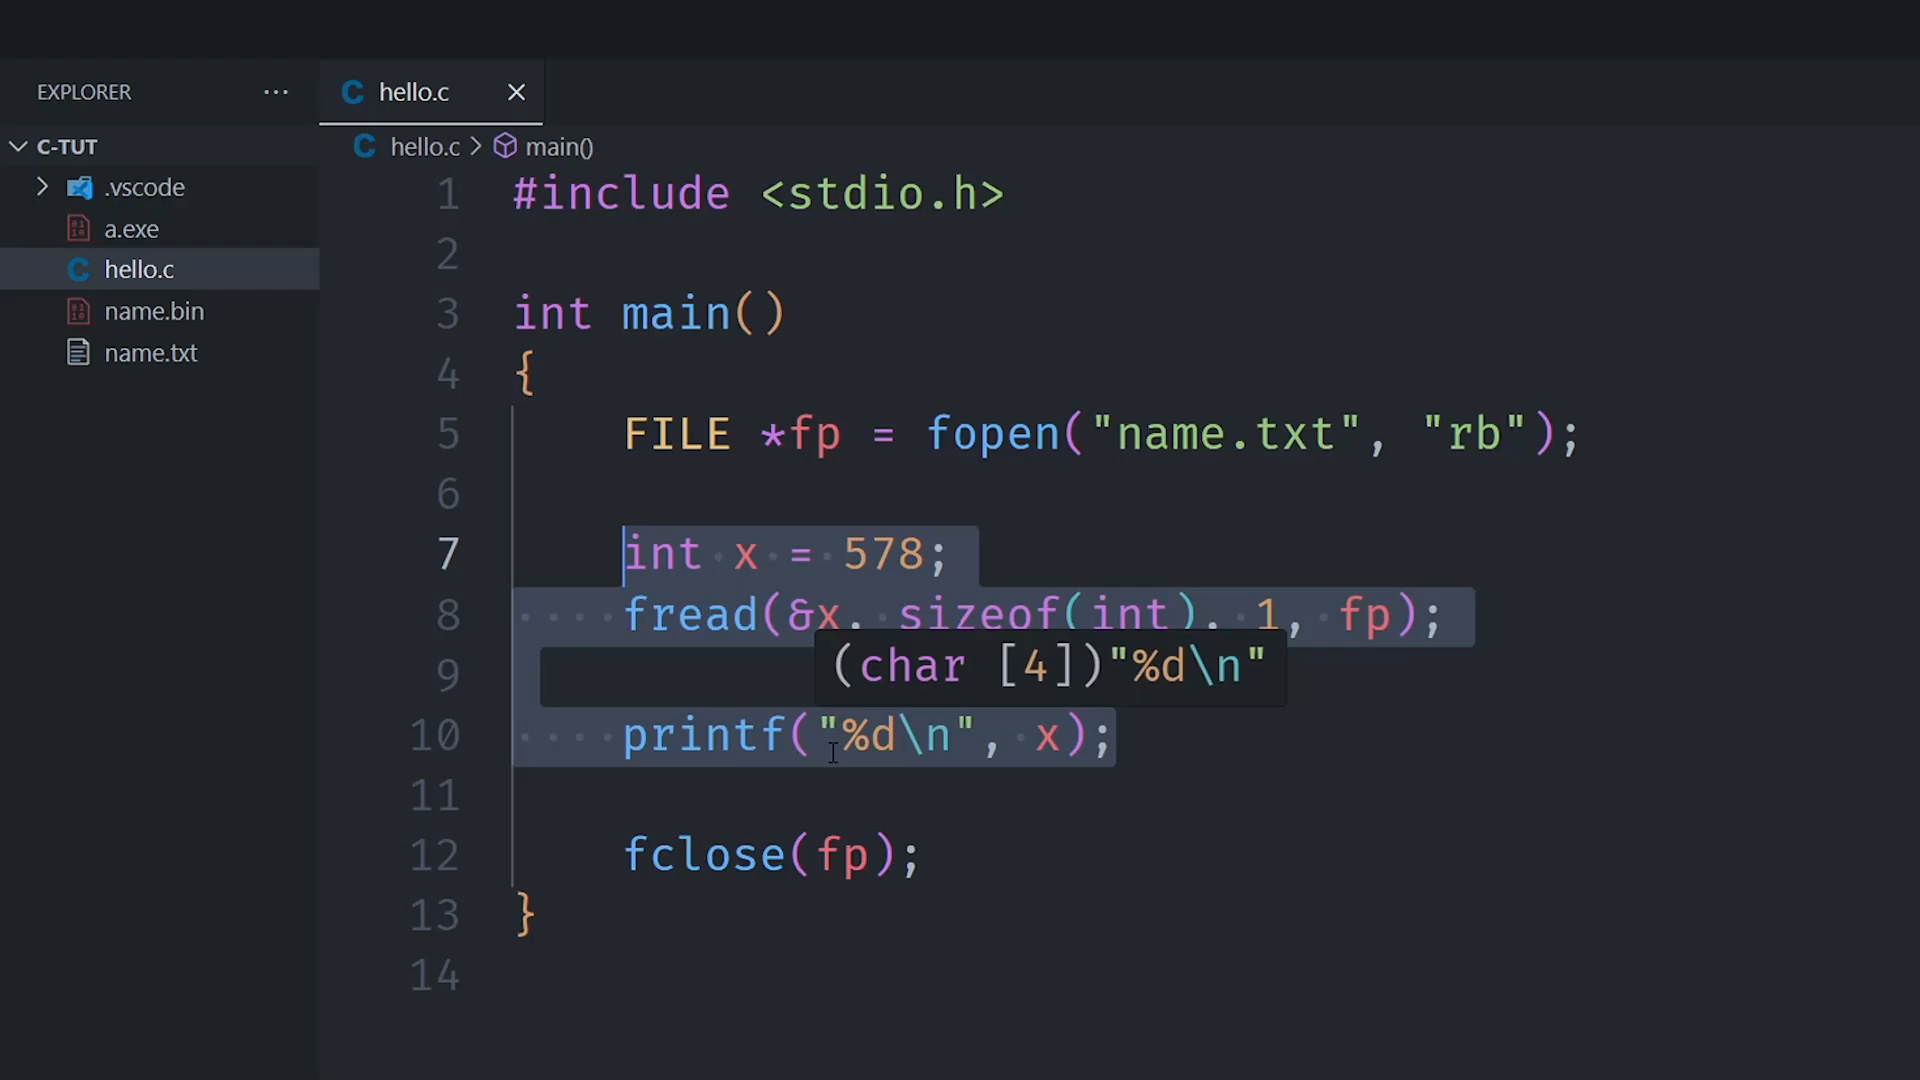 EXPLORER ···
C hello.c ×
C-TUT
C hello.c > main()
.vscode
a.exe
C hello.c
name.bin
name.txt
1 #include <stdio.h>
2
3 int main()
4 {
5 FILE *fp = fopen("name.txt", "rb");
6
7 int x = 578;
8 fread(&x, sizeof(int), 1, fp);
9 (char [4])"%d\n"
10 printf("%d\n", x);
11
12 fclose(fp);
13 }
14